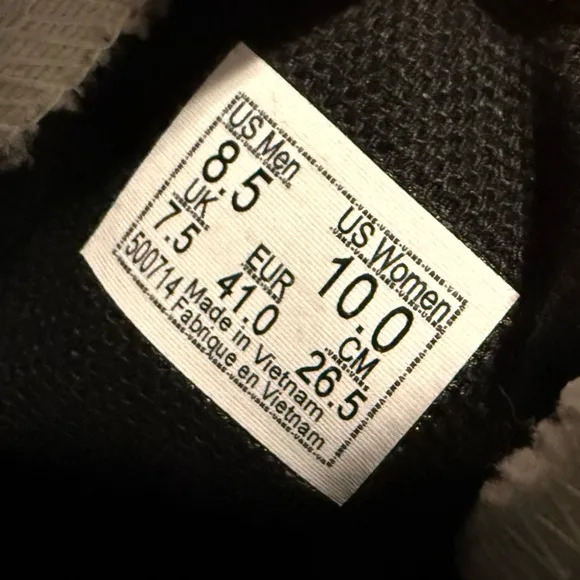 US Men US Women
8.5 10.0
UK EUR CM
7.5 41.0 26.5
500714 Made in Vietnam
Fabrique en Vietnam